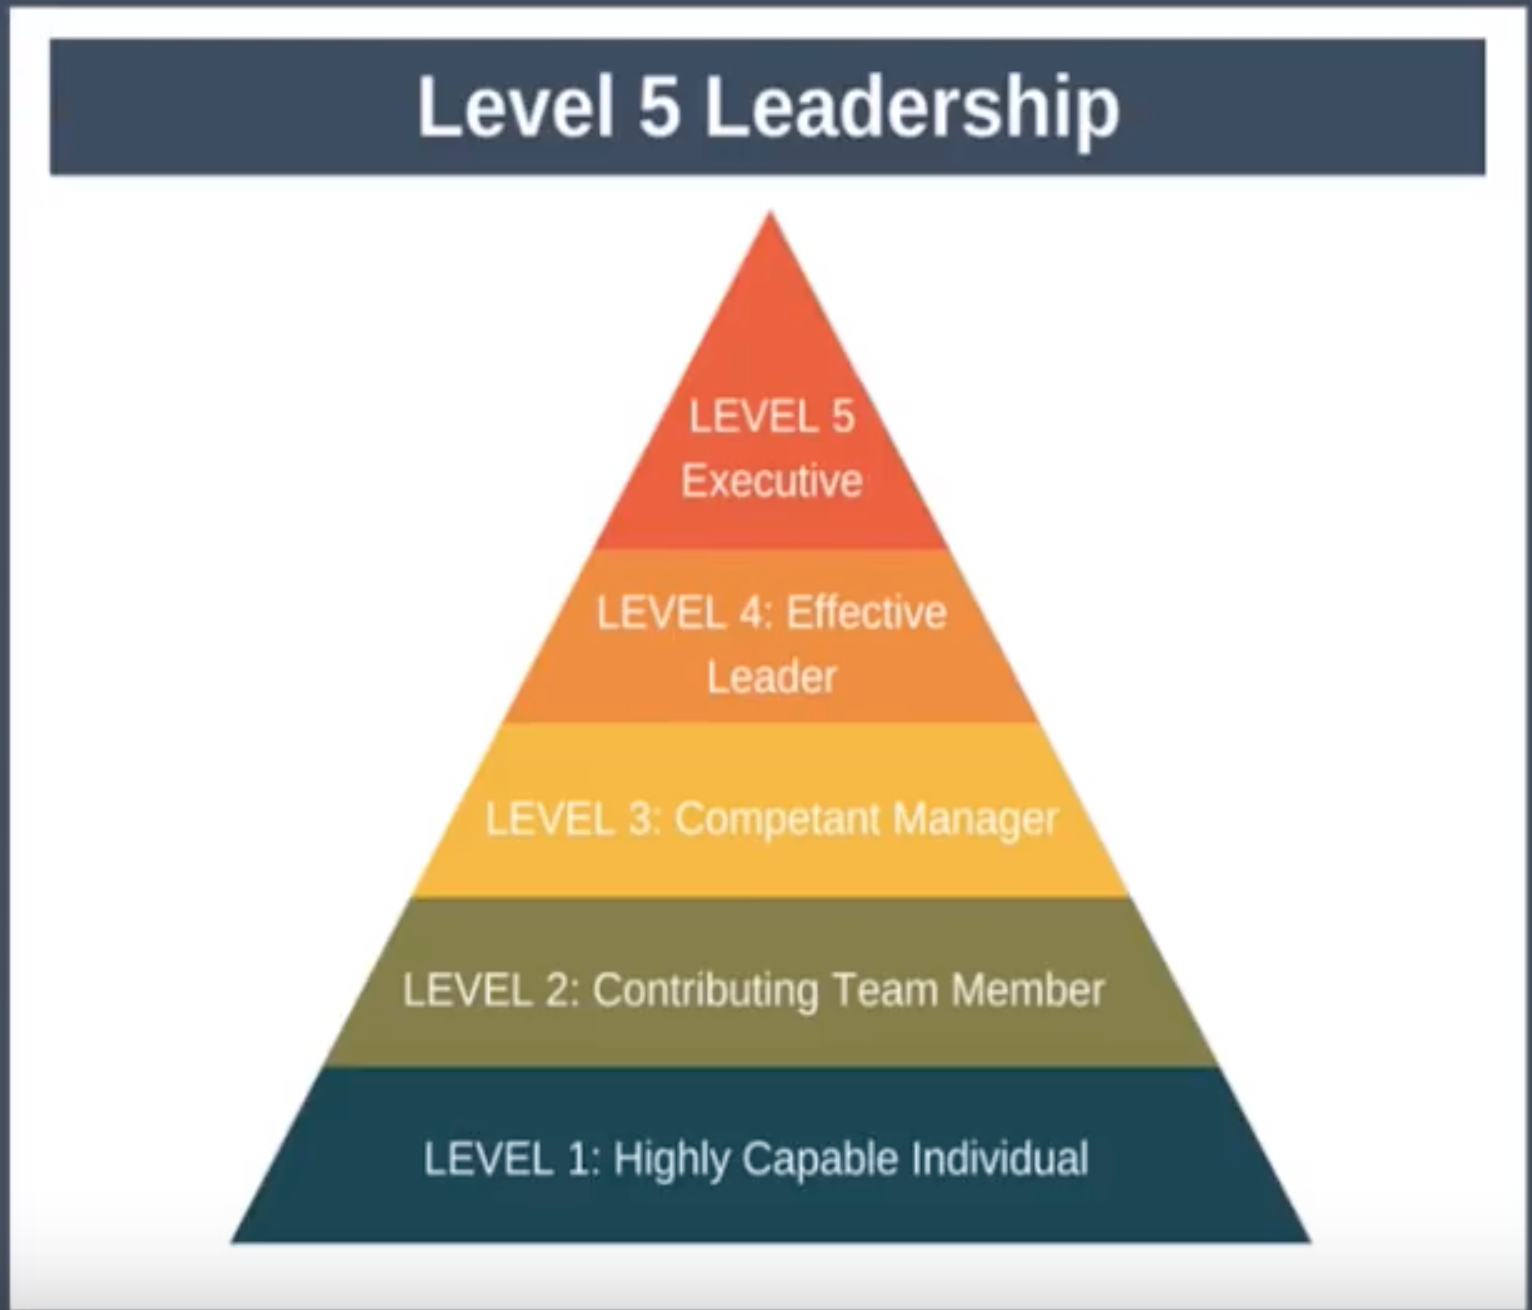 Level 5 Leadership
LEVEL 5
Executive
LEVEL 4: Effective
Leader
LEVEL 3: Competant Manager
LEVEL 2: Contributing Team Member
LEVEL 1: Highly Capable Individual